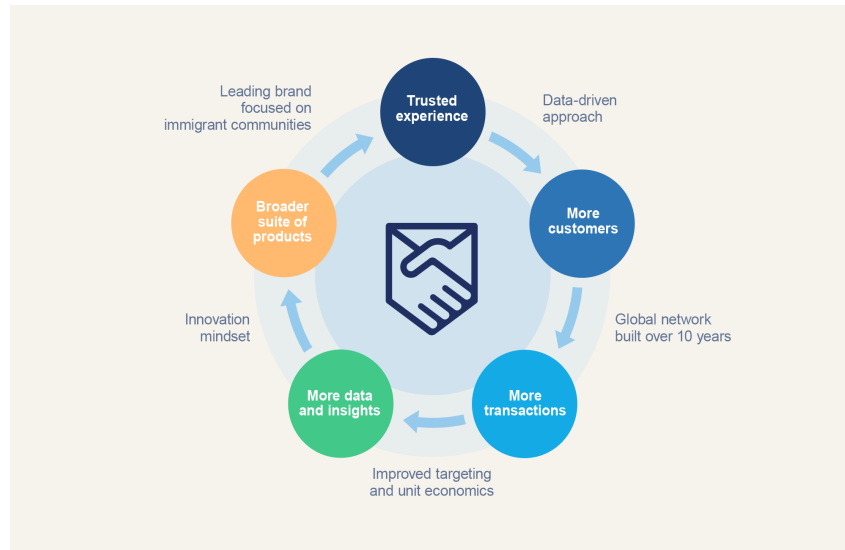 Trusted
experience
Data-driven
approach
More
customers
Global network
built over 10 years
More
transactions
Improved targeting
and unit economics
More data
and insights
Innovation
mindset
Broader
suite of
products
Leading brand
focused on
immigrant communities